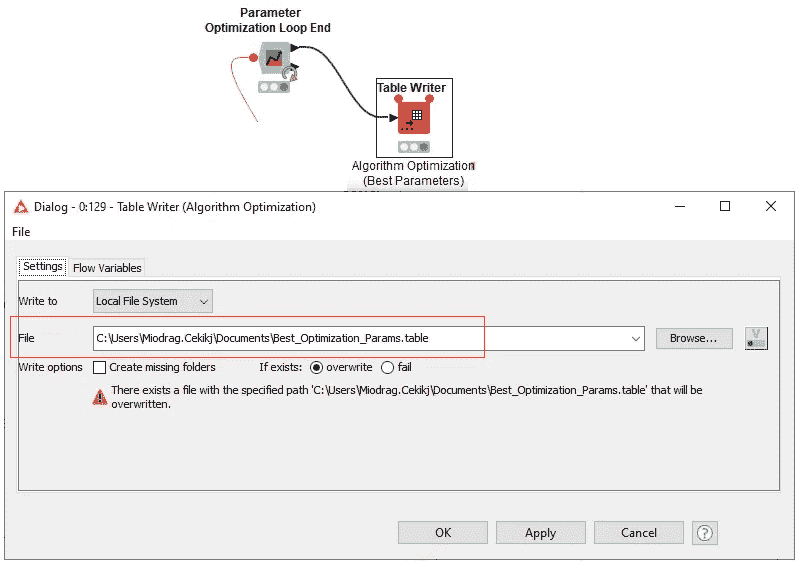 Parameter
Optimization Loop End
Table Writer
Algorithm Optimization
(Best Parameters)
Dialog - 0:129 - Table Writer (Algorithm Optimization)
File
Settings Flow Variables
Write to Local File System
File C:\Users\Miodrag.Cekikj\Documents\Best_Optimization_Params.table Browse...
Write options Create missing folders If exists: overwrite fail
There exists a file with the specified path 'C:\Users\Miodrag.Cekikj\Documents\Best_Optimization_Params.table' that will be
overwritten.
OK Apply Cancel ?